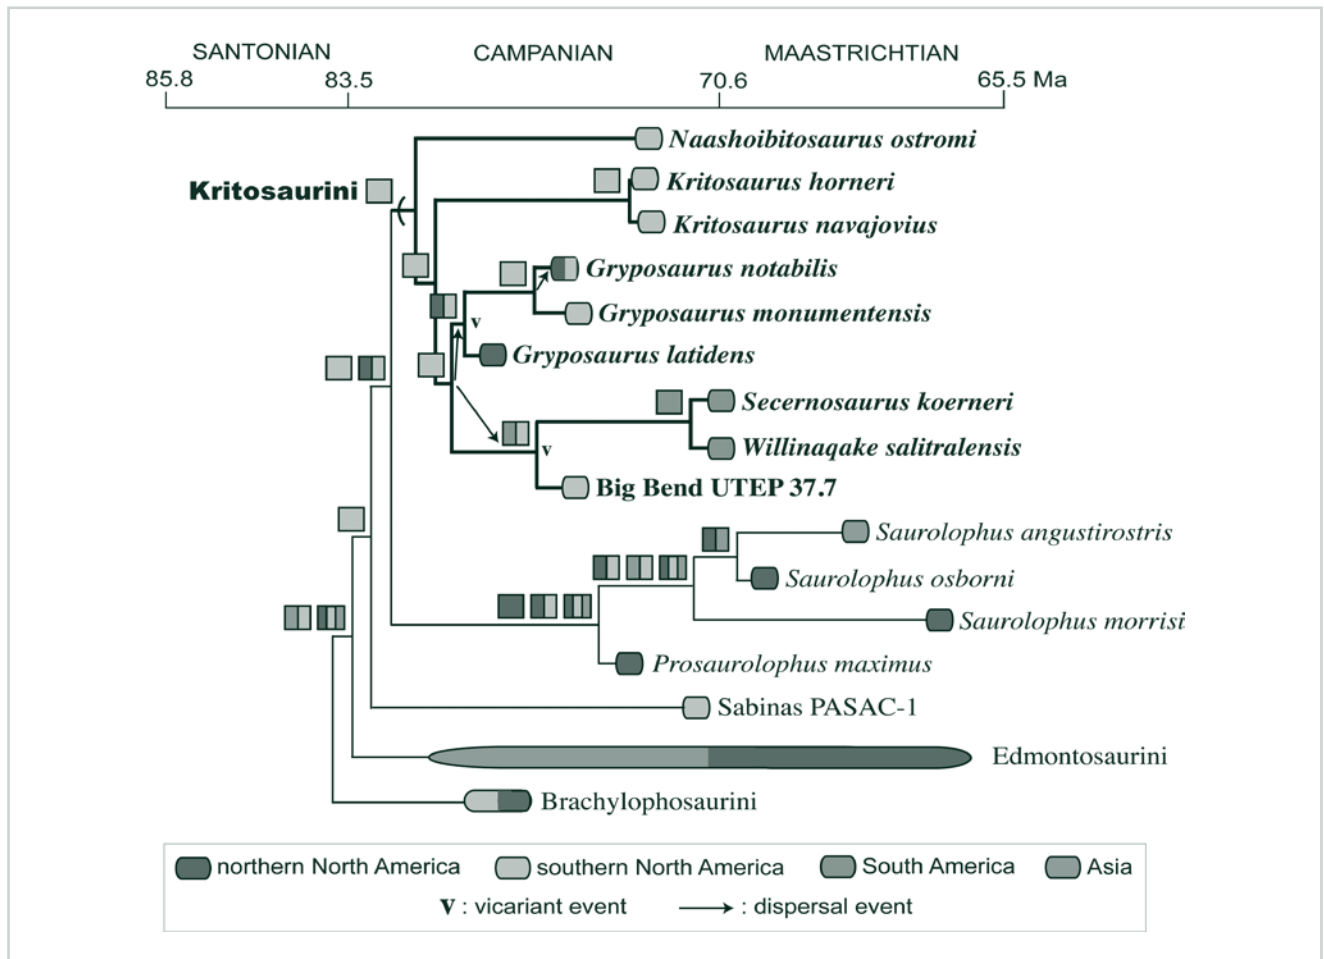 SANTONIAN CAMPANIAN MAASTRICHTIAN
85.8 83.5 70.6 65.5 Ma
Naashoibitosaurus ostromi
Kritosaurus horneri
Kritosaurini
Kritosaurus navajovius
Gryposaurus notabilis
Gryposaurus monumentensis
v
Gryposaurus latidens
Secernosaurus koerneri
Willinaqake salitralensis
v
Big Bend UTEP 37.7
Saurolophus angustirostris
Saurolophus osborni
Saurolophus morrisi
Prosaurolophus maximus
Sabinas PASAC-1
Edmontosaurini
Brachylophosaurini
northern North America southern North America South America Asia
v : vicariant event : dispersal event